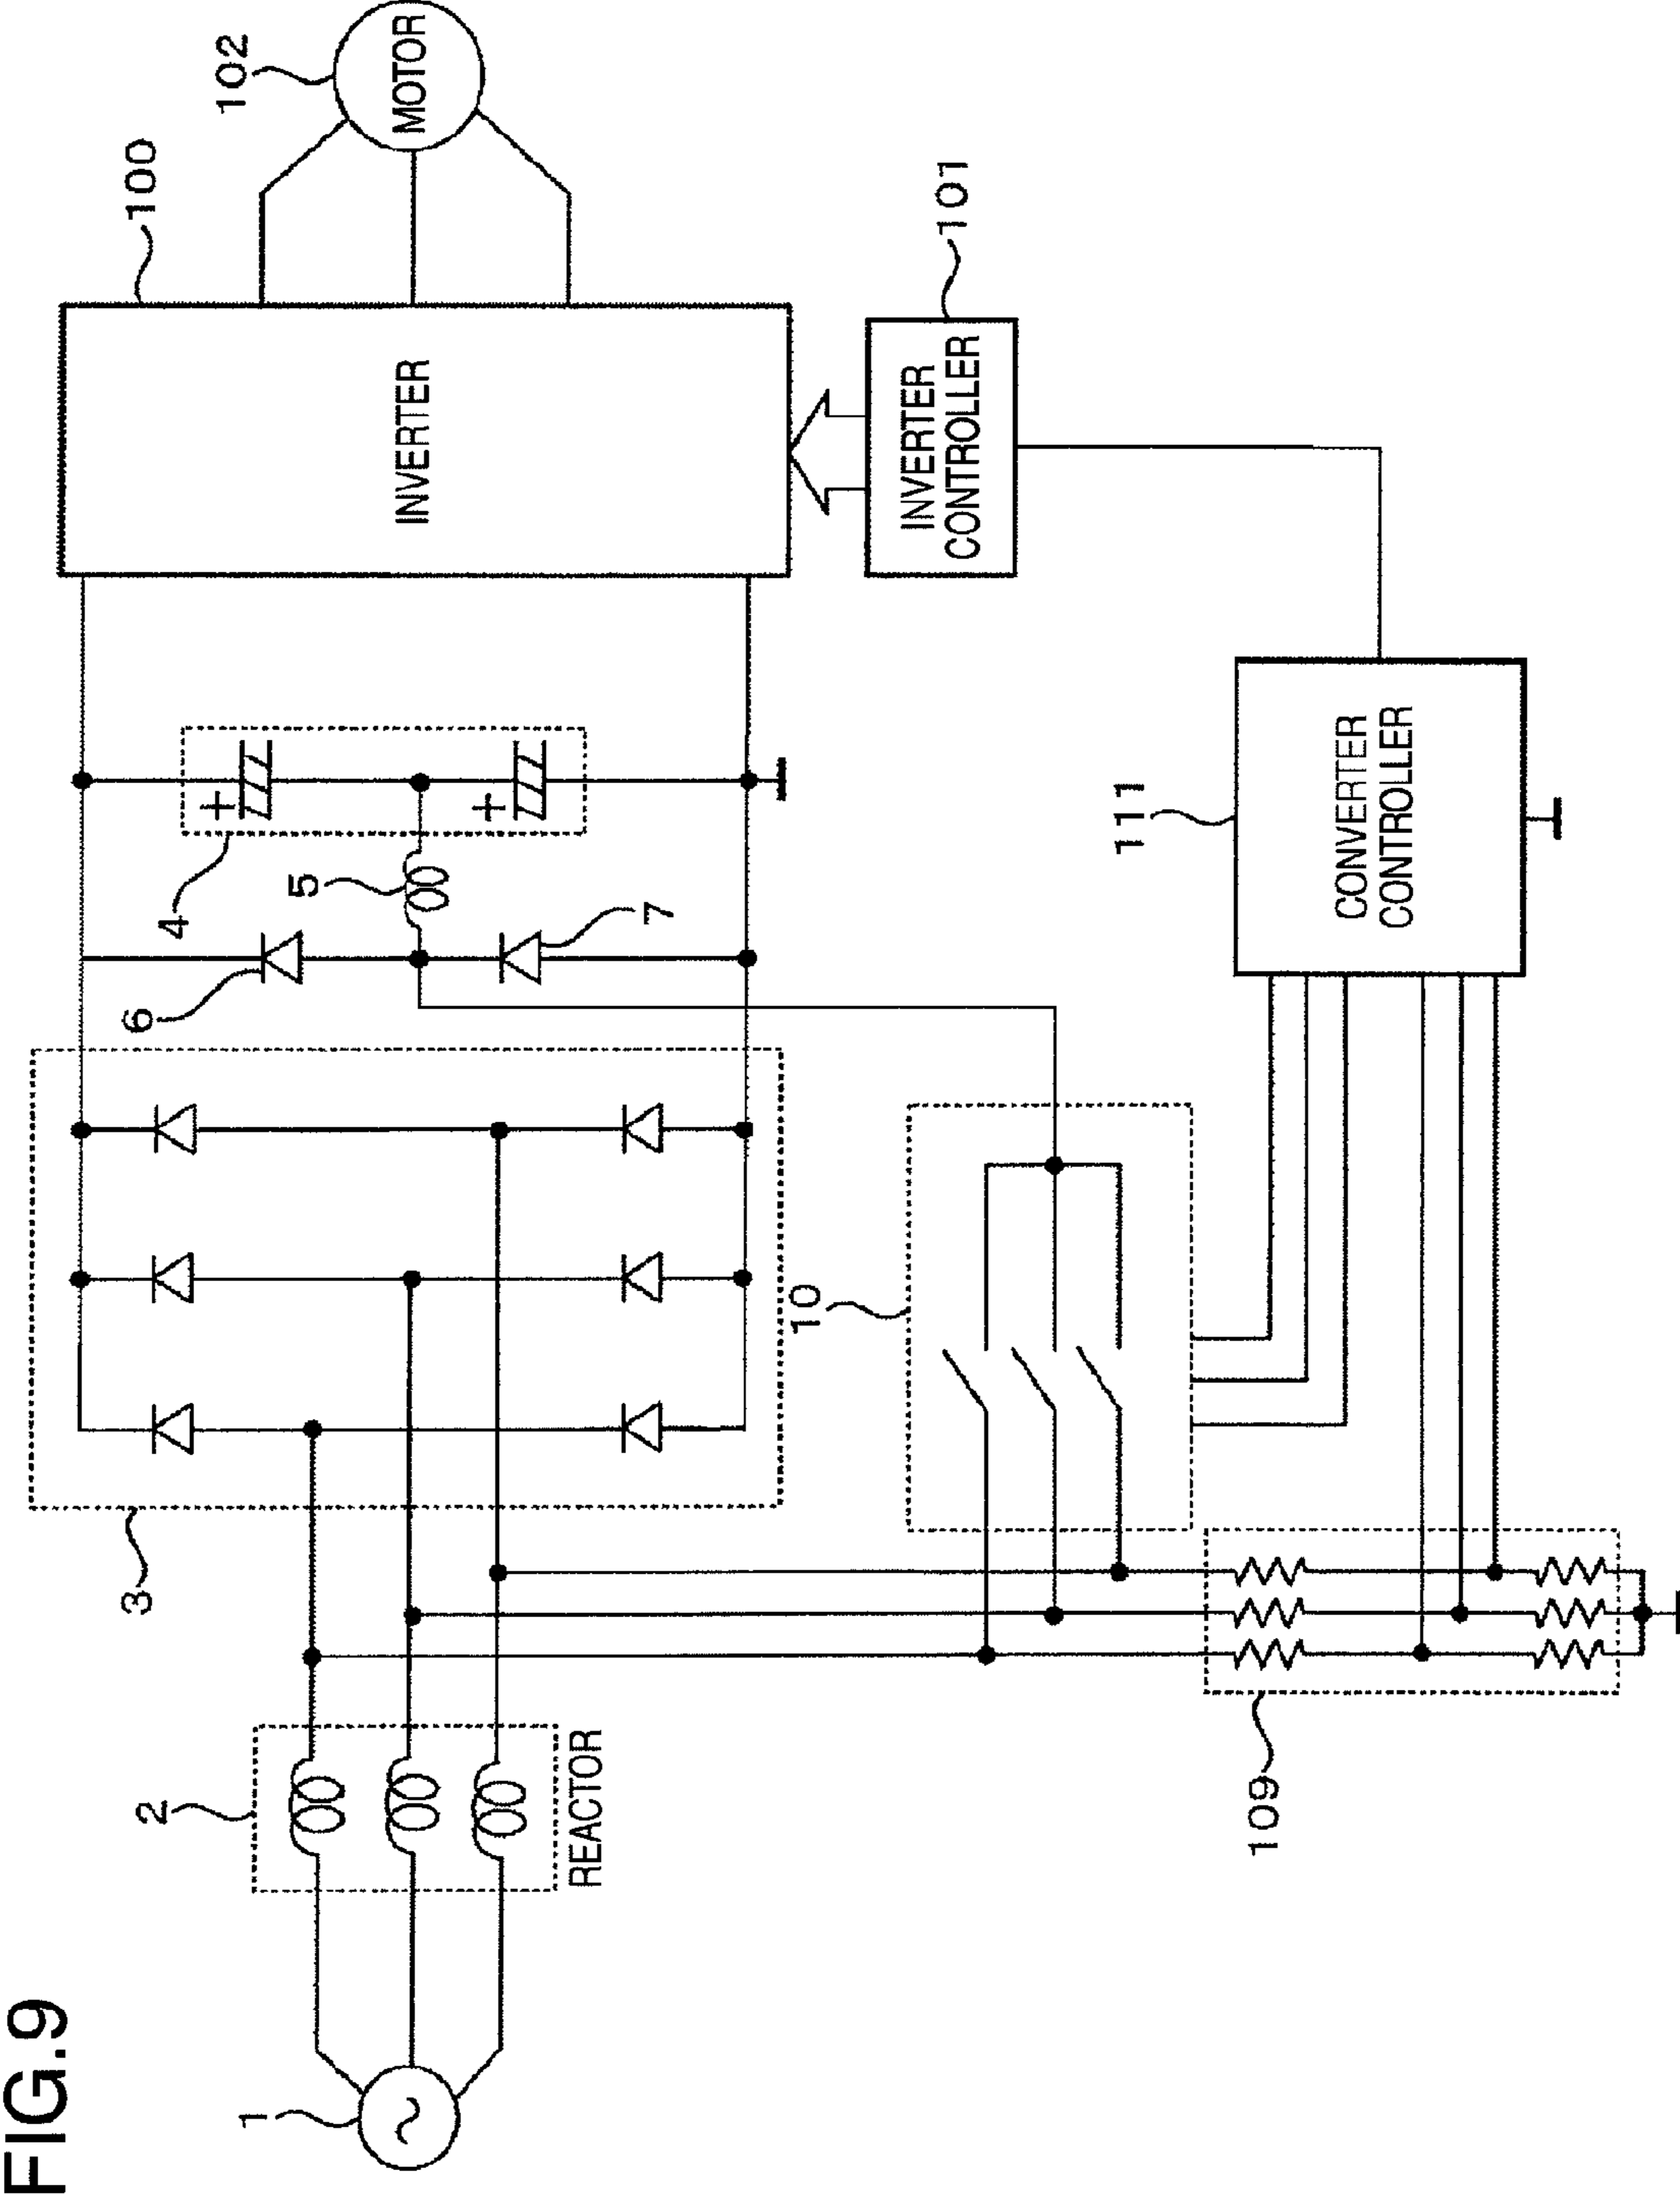 FIG.9
1
2
REACTOR
3
4
+
+
5
6
7
10
100
INVERTER
102
MOTOR
101
INVERTER
CONTROLLER
111
CONVERTER
CONTROLLER
109